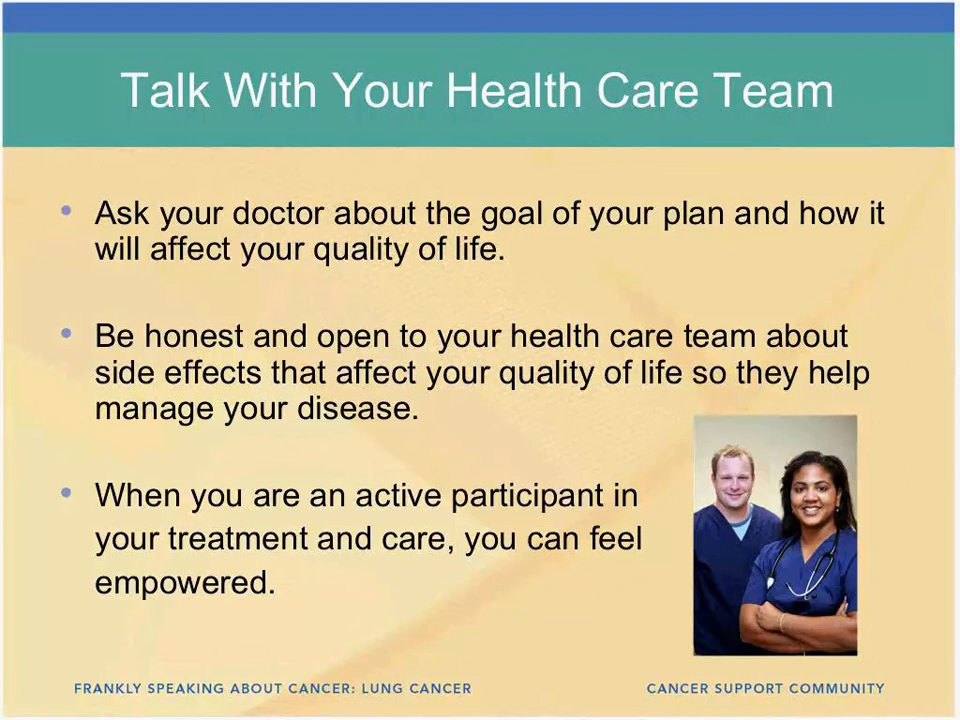 Talk With Your Health Care Team
• Ask your doctor about the goal of your plan and how it
will affect your quality of life.
• Be honest and open to your health care team about
side effects that affect your quality of life so they help
manage your disease.
• When you are an active participant in
your treatment and care, you can feel
empowered.
FRANKLY SPEAKING ABOUT CANCER: LUNG CANCER
CANCER SUPPORT COMMUNITY